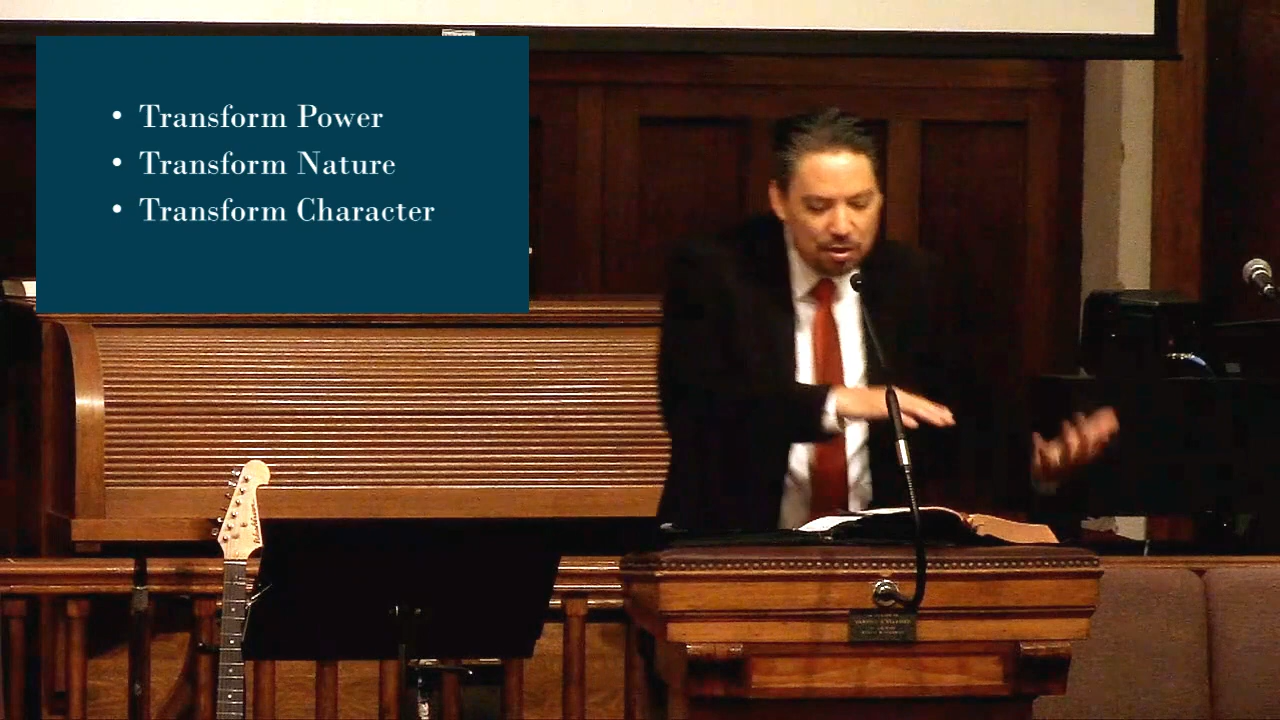 • Transform Power
• Transform Nature
• Transform Character